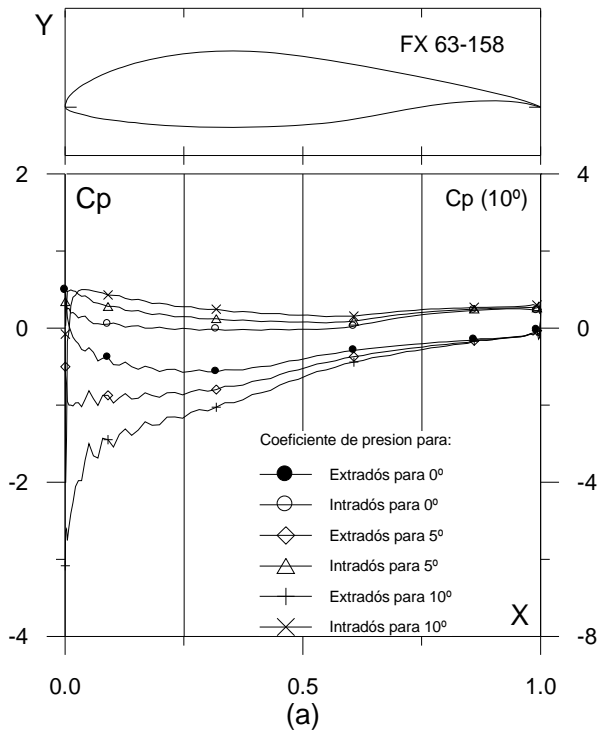 Y
FX 63-158
2
4
Cp
Cp (10º)
0
0
Coeficiente de presion para:
Extradós para 0º
Intradós para 0º
-2
-4
Extradós para 5º
Intradós para 5º
Extradós para 10º
Intradós para 10º
X
-4
-8
0.0
0.5
1.0
(a)